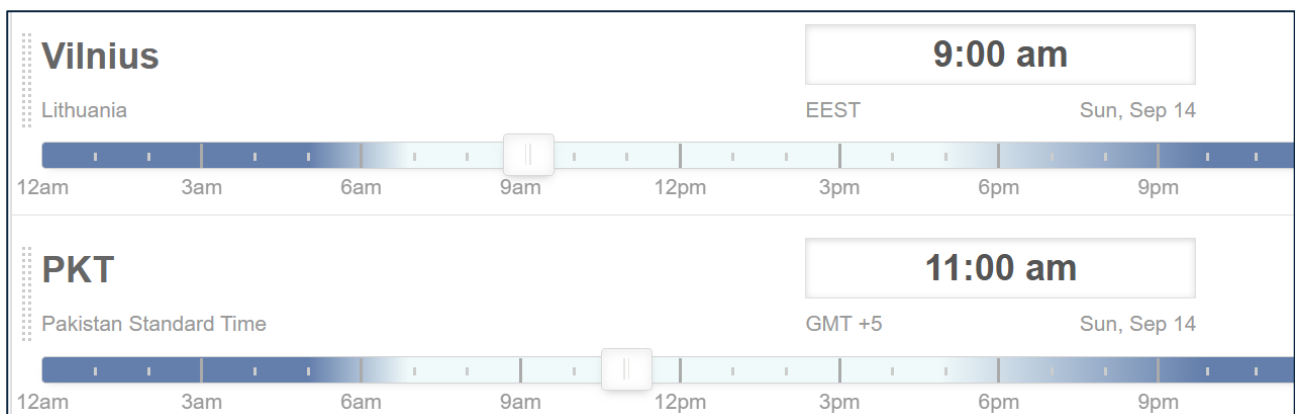 Vilnius 9:00 am
Lithuania EEST Sun, Sep 14
12am 3am 6am 9am 12pm 3pm 6pm 9pm
PKT 11:00 am
Pakistan Standard Time GMT +5 Sun, Sep 14
12am 3am 6am 9am 12pm 3pm 6pm 9pm